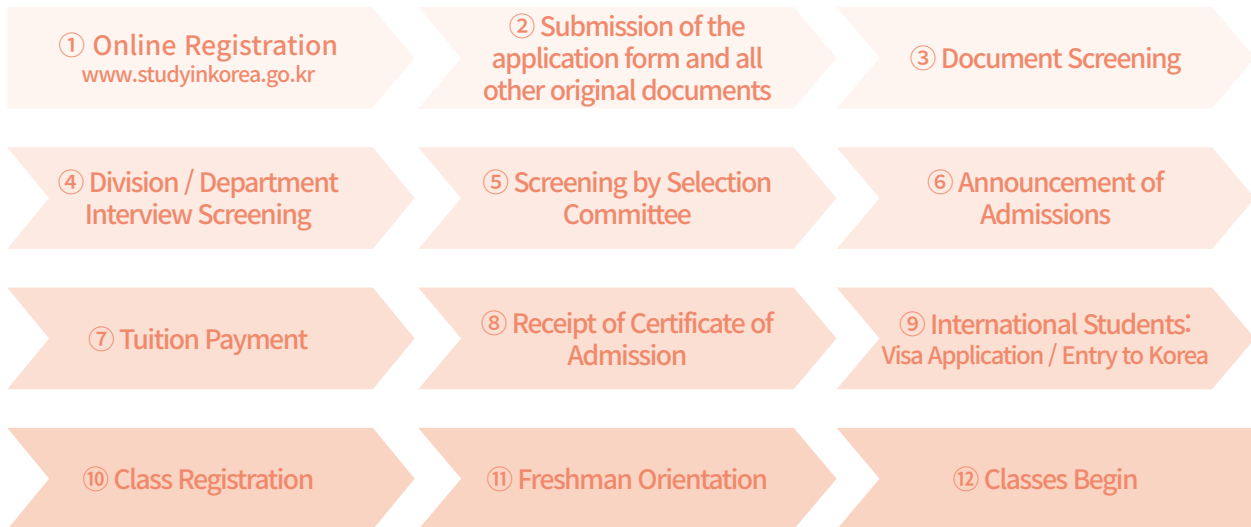 ① Online Registration
www.studyinkorea.go.kr
② Submission of the
application form and all
other original documents
③ Document Screening
④ Division / Department
Interview Screening
⑤ Screening by Selection
Committee
⑥ Announcement of
Admissions
⑦ Tuition Payment
⑧ Receipt of Certificate of
Admission
⑨ International Students:
Visa Application / Entry to Korea
⑩ Class Registration
⑪ Freshman Orientation
⑫ Classes Begin